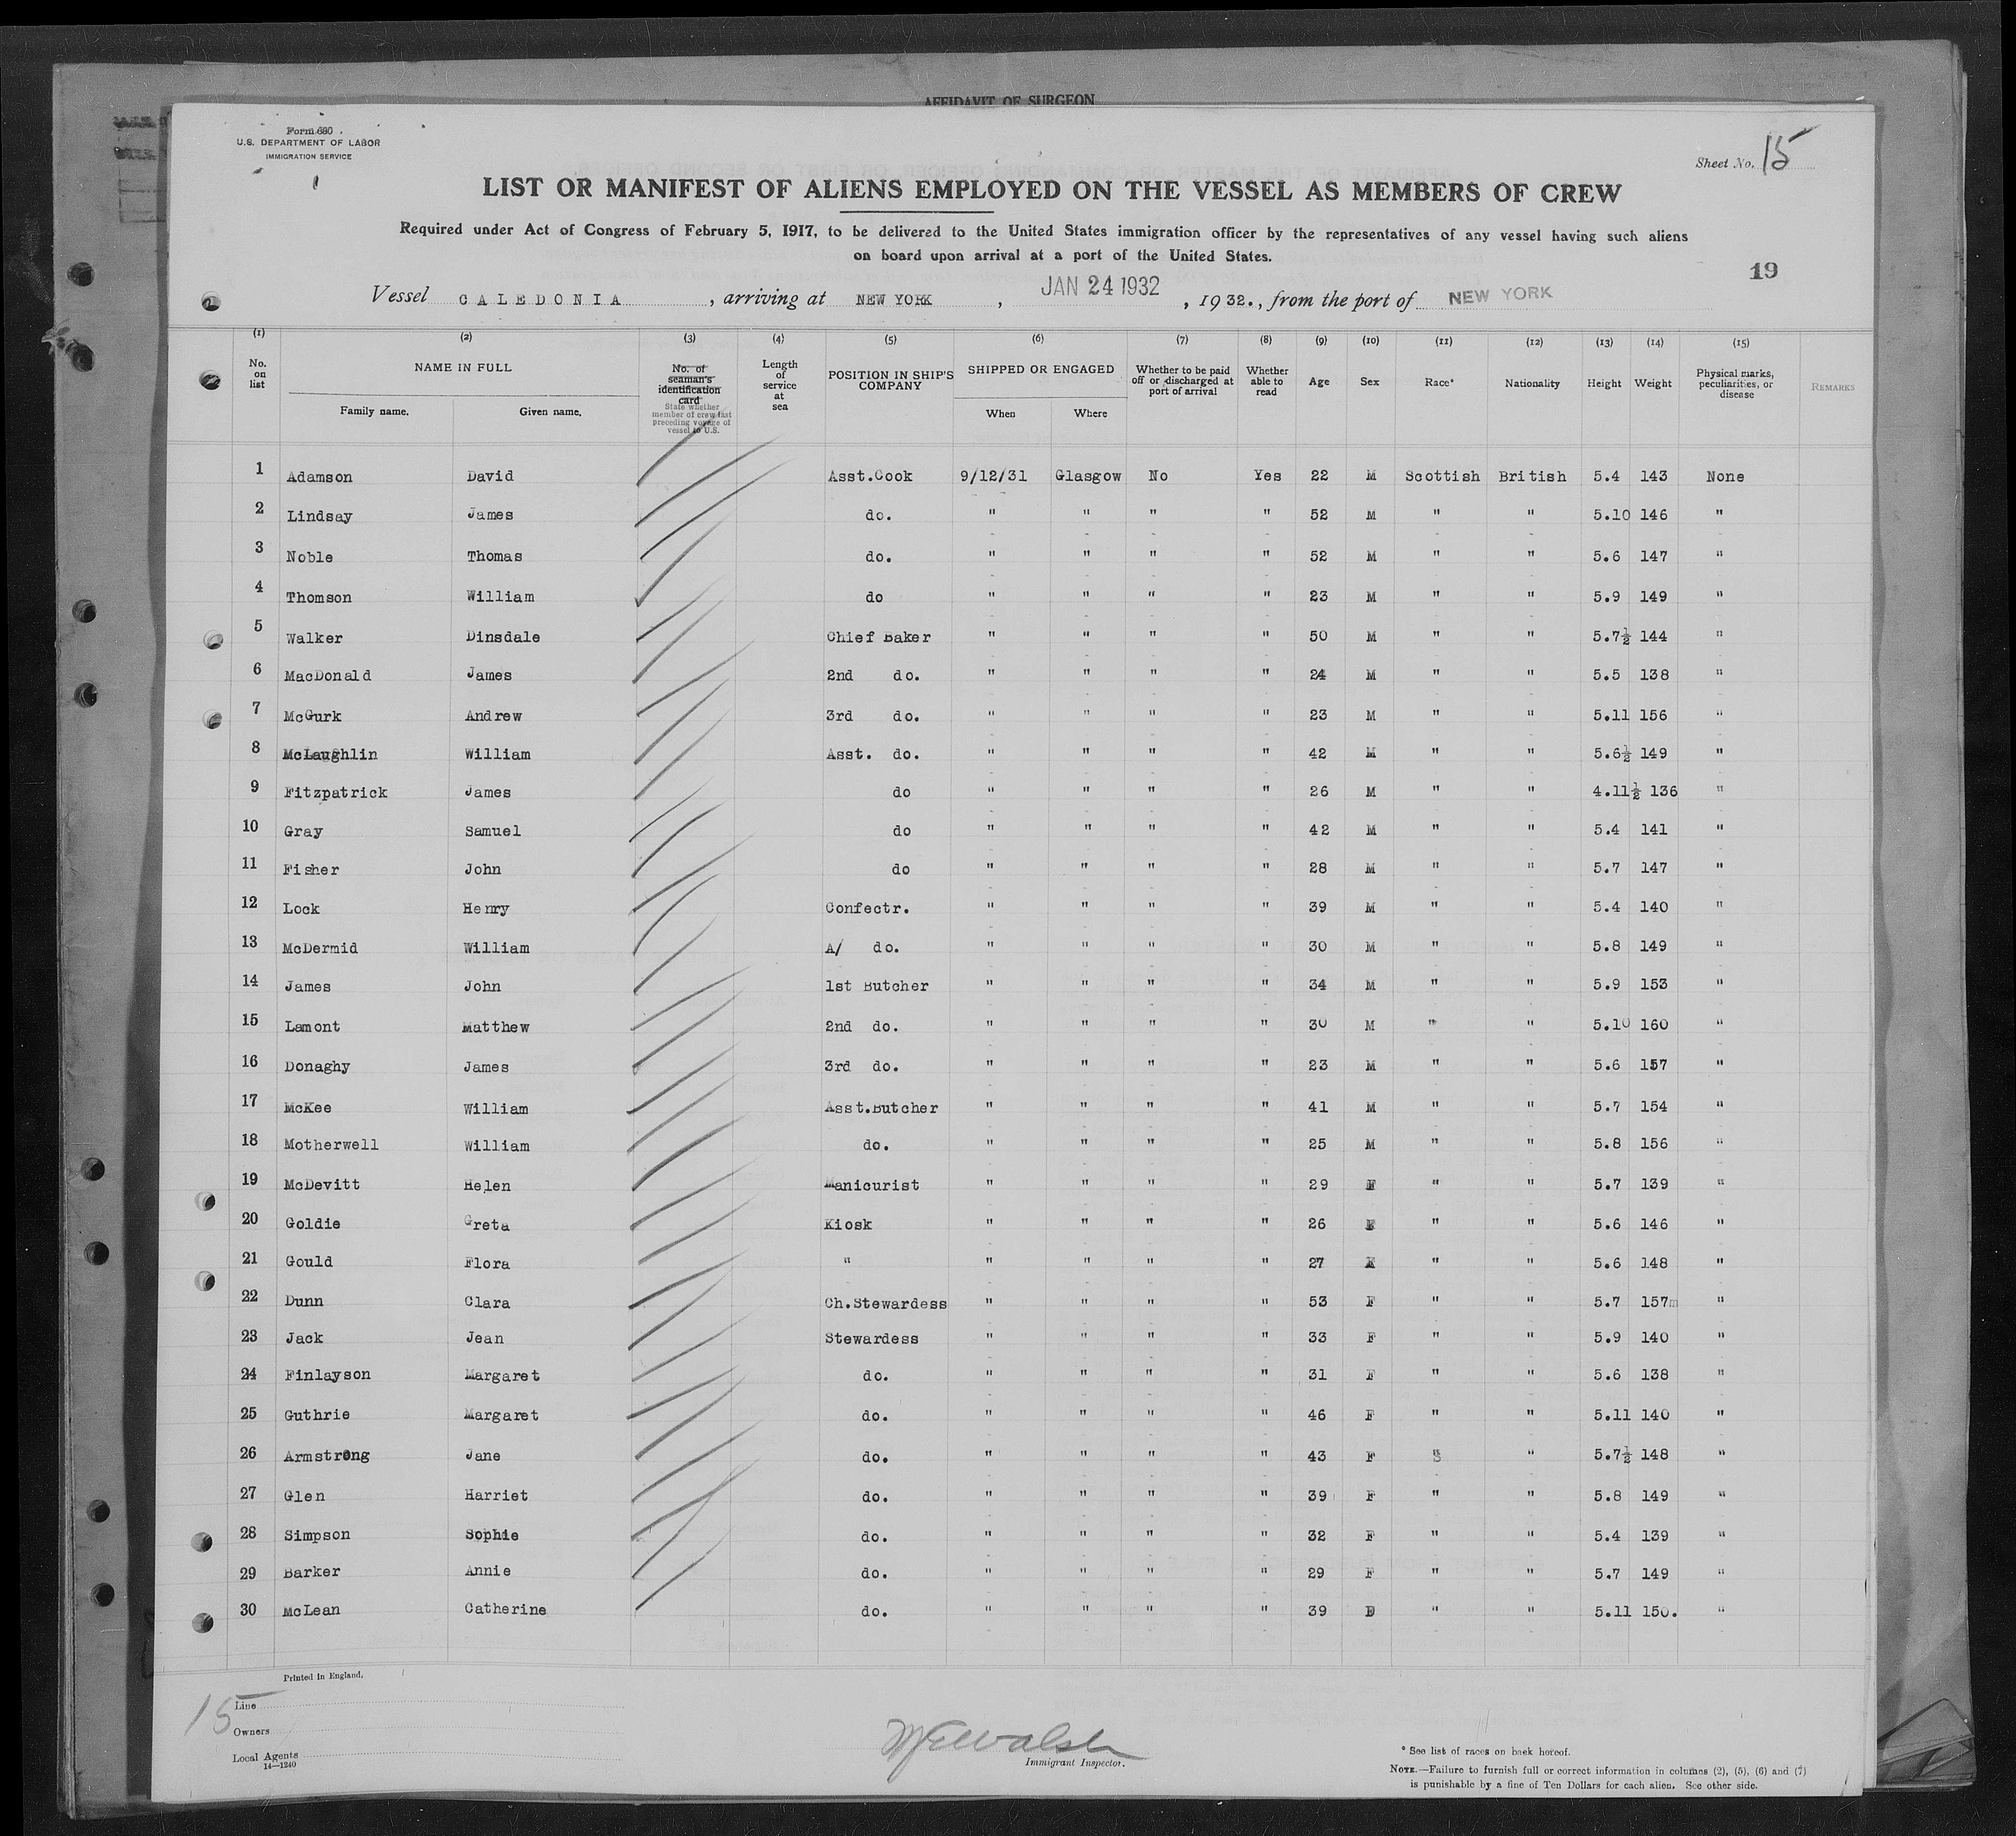 AFFIDAVIT OF SURGEON
Form 680
U.S. DEPARTMENT OF LABOR
IMMIGRATION SERVICE
Sheet No. 15
LIST OR MANIFEST OF ALIENS EMPLOYED ON THE VESSEL AS MEMBERS OF CREW
Required under Act of Congress of February 5, 1917, to be delivered to the United States immigration officer by the representatives of any vessel having such aliens
on board upon arrival at a port of the United States.
19
Vessel CALEDONIA, arriving at NEW YORK, JAN 24 1932, 1932., from the port of NEW YORK
(1) (2) (3) (4) (5) (6) (7) (8) (9) (10) (11) (12) (13) (14) (15)
No. on list NAME IN FULL Family name. Given name. No. of seaman's identification card State whether member of crew last preceding voyage of vessel to U.S. Length of service at sea POSITION IN SHIP'S COMPANY SHIPPED OR ENGAGED When Where Whether to be paid off or discharged at port of arrival Whether able to read Age Sex Race* Nationality Height Weight Physical marks, peculiarities, or disease REMARKS
1 Adamson David Asst.Cook 9/12/31 Glasgow No Yes 22 M Scottish British 5.4 143 None
2 Lindsay James do. " " " " 52 M " " 5.10 146 "
3 Noble Thomas do. " " " " 52 M " " 5.6 147 "
4 Thomson William do " " " " 23 M " " 5.9 149 "
5 Walker Dinsdale Chief Baker " " " " 50 M " " 5.7½ 144 "
6 MacDonald James 2nd do. " " " " 24 M " " 5.5 138 "
7 McGurk Andrew 3rd do. " " " " 23 M " " 5.11 156 "
8 McLaughlin William Asst. do. " " " " 42 M " " 5.6½ 149 "
9 Fitzpatrick James do " " " " 26 M " " 4.11½ 136 "
10 Gray Samuel do " " " " 42 M " " 5.4 141 "
11 Fisher John do " " " " 28 M " " 5.7 147 "
12 Lock Henry Confectr. " " " " 39 M " " 5.4 140 "
13 McDermid William A/ do. " " " " 30 M " " 5.8 149 "
14 James John 1st Butcher " " " " 34 M " " 5.9 153 "
15 Lamont Matthew 2nd do. " " " " 30 M " " 5.10 160 "
16 Donaghy James 3rd do. " " " " 23 M " " 5.6 157 "
17 McKee William Asst.Butcher " " " " 41 M " " 5.7 154 "
18 Motherwell William do. " " " " 25 M " " 5.8 156 "
19 McDevitt Helen Manicurist " " " " 29 F " " 5.7 139 "
20 Goldie Greta Kiosk " " " " 26 F " " 5.6 146 "
21 Gould Flora " " " " " 27 " " 5.6 148 "
22 Dunn Clara Ch.Stewardess " " " " 53 F " " 5.7 157m "
23 Jack Jean Stewardess " " " " 33 F " " 5.9 140 "
24 Finlayson Margaret do. " " " " 31 F " " 5.6 138 "
25 Guthrie Margaret do. " " " " 46 F " " 5.11 140 "
26 Armstrong Jane do. " " " " 43 F " 5.7½ 148 "
27 Glen Harriet do. " " " " 39 F " " 5.8 149 "
28 Simpson Sophie do. " " " " 32 F " " 5.4 139 "
29 Barker Annie do. " " " " 29 F " " 5.7 149 "
30 McLean Catherine do. " " " " 39 " " 5.11 150. "
Printed in England.
15
Line
Owners
Local Agents
14—1240
Walsh
Immigrant Inspector.
* See list of races on back hereof.
NOTE.—Failure to furnish full or correct information in columns (2), (5), (6) and (7)
is punishable by a fine of Ten Dollars for each alien. See other side.